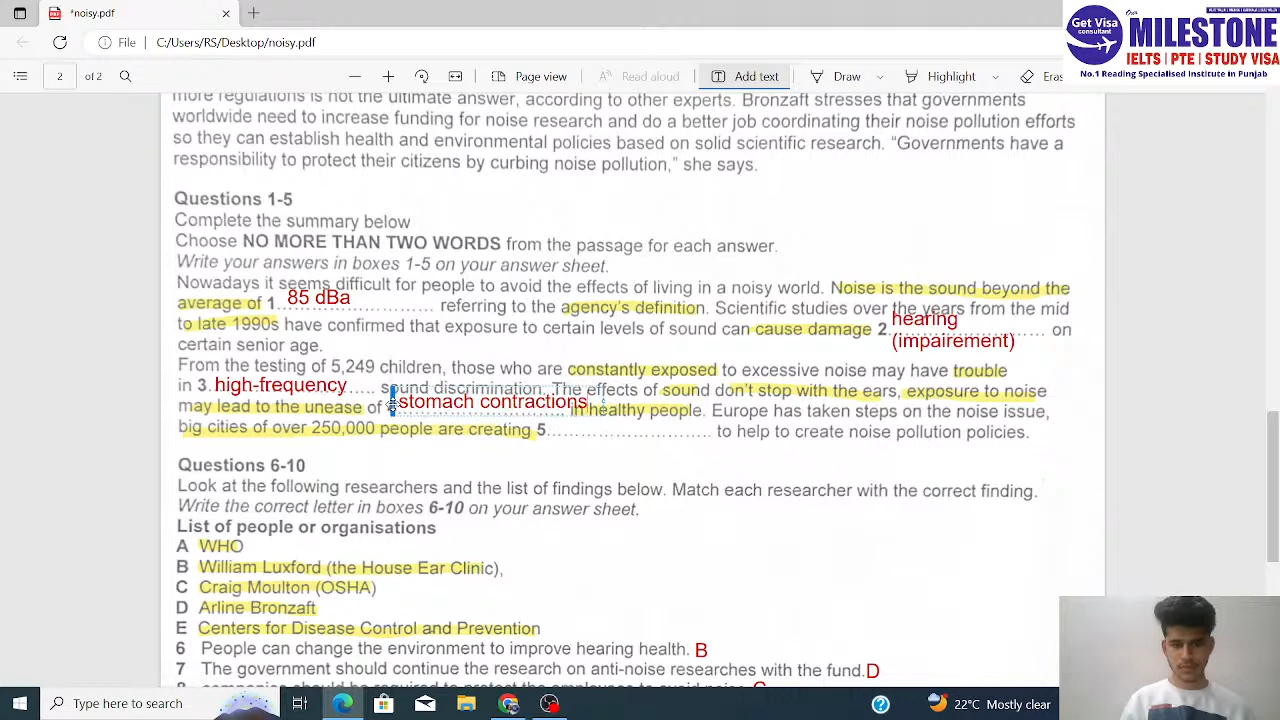 *noisy.pdf
File C:/Users/RS/Desktop/noisy.pdf
Get Visa
consultant
MILESTONE
IELTS | PTE | STUDY VISA
No.1 Reading Specialised Institute in Punjab
2 of 2 Page view Read aloud Add text Draw Highlight Eras
more regulations is not the ultimate answer, according to other experts. Bronzaft stresses that governments
worldwide need to increase funding for noise research and do a better job coordinating their noise pollution efforts
so they can establish health and environmental policies based on solid scientific research. “Governments have a
responsibility to protect their citizens by curbing noise pollution,” she says.
Questions 1-5
Complete the summary below
Choose NO MORE THAN TWO WORDS from the passage for each answer.
Write your answers in boxes 1-5 on your answer sheet.
Nowadays it seems difficult for people to avoid the effects of living in a noisy world. Noise is the sound beyond the
average of 1 85 dBa referring to the agency’s definition. Scientific studies over the years from the mid
to late 1990s have confirmed that exposure to certain levels of sound can cause damage 2 hearing (impairement) on
certain senior age.
From the testing of 5,249 children, those who are constantly exposed to excessive noise may have trouble
in 3. high-frequency ..... sound discrimination. The effects of sound don’t stop with the ears, exposure to noise
may lead to the unease of stomach contractions in healthy people. Europe has taken steps on the noise issue,
big cities of over 250,000 people are creating 5........................... to help to create noise pollution policies.
Questions 6-10
Look at the following researchers and the list of findings below. Match each researcher with the correct finding.
Write the correct letter in boxes 6-10 on your answer sheet.
List of people or organisations
A WHO
B William Luxford (the House Ear Clinic),
C Craig Moulton (OSHA)
D Arline Bronzaft
E Centers for Disease Control and Prevention
6 People can change the environment to improve hearing health. B
7 The government should continue the research on anti-noise researches with the fund. D
Type here to search
22°C Mostly clear